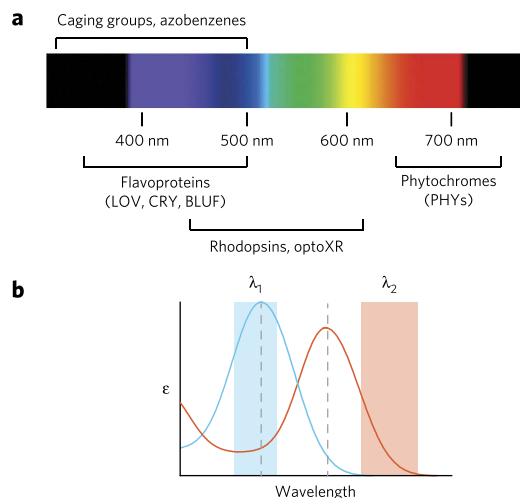 a
Caging groups, azobenzenes
400 nm
500 nm
600 nm
700 nm
Flavoproteins
(LOV, CRY, BLUF)
Phytochromes
(PHYs)
Rhodopsins, optoXR
b
λ1
λ2
ε
Wavelength